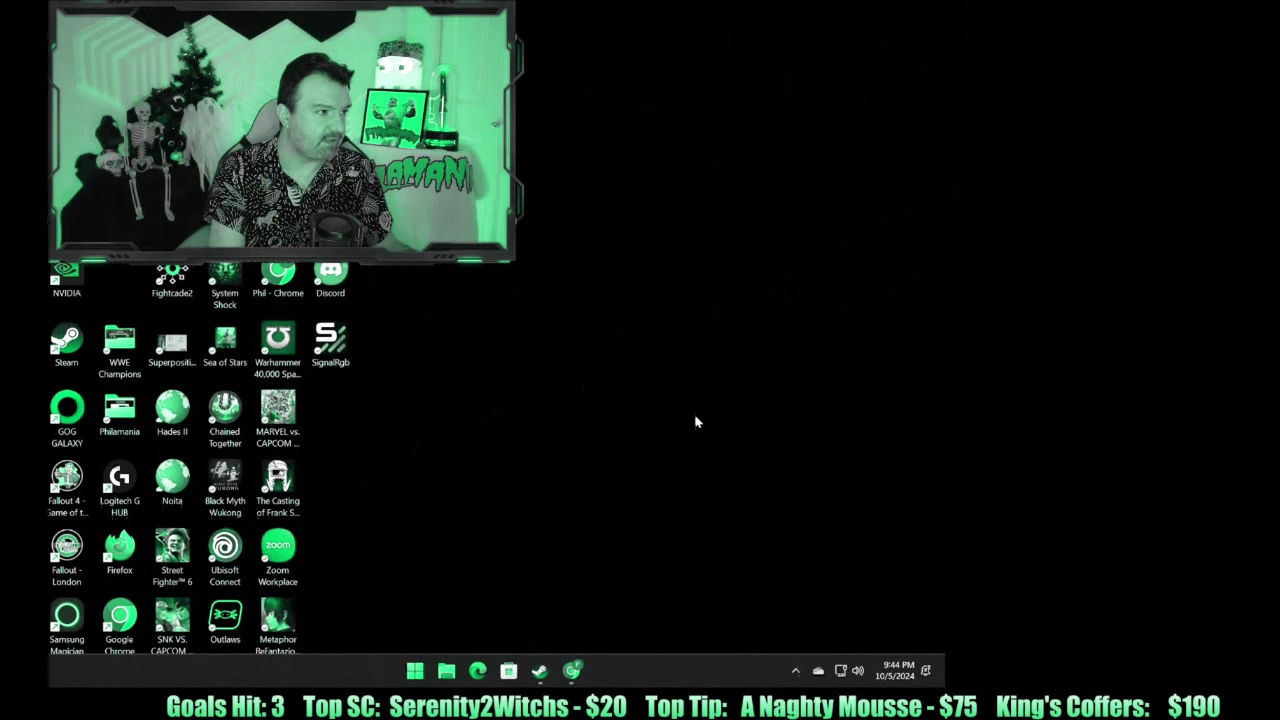 NVIDIA
Fightcade2
System
Shock
Phil - Chrome
Discord
Steam
WWE
Champions
Superpositi...
Sea of Stars
Warhammer
40,000 Spa...
SignalRgb
GOG
GALAXY
Philamania
Hades II
Chained
Together
MARVEL vs.
CAPCOM ...
Fallout 4 -
Game of t...
Logitech G
HUB
Noita
Black Myth
Wukong
The Casting
of Frank S...
Fallout -
London
Firefox
Street
Fighter™ 6
Ubisoft
Connect
zoom
Zoom
Workplace
Samsung
Magician
Google
Chrome
SNK VS.
CAPCOM ...
Outlaws
Metaphor
ReFantazio...
9:44 PM
10/5/2024
Goals Hit: 3 Top SC: Serenity2Witchs - $20 Top Tip: A Naghty Mousse - $75 King's Coffers: $190